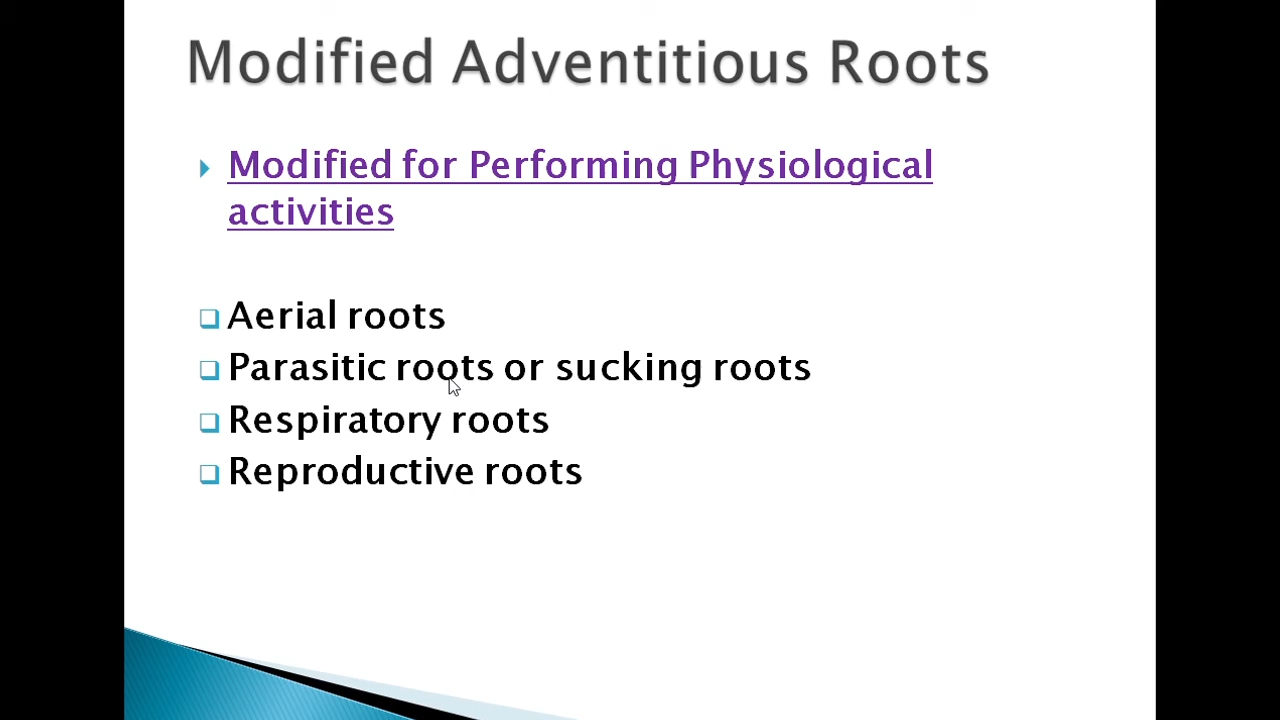 Modified Adventitious Roots
Modified for Performing Physiological
activities
Aerial roots
Parasitic roots or sucking roots
Respiratory roots
Reproductive roots